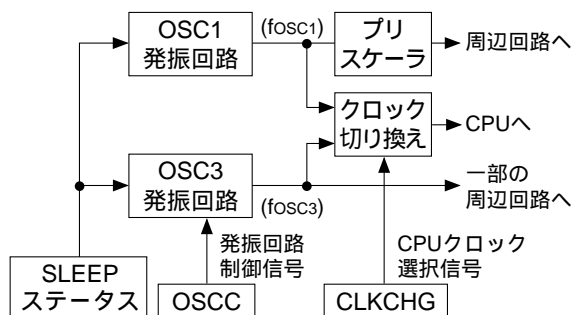 OSC1
発振回路
(fOSC1)
プリ
スケーラ
周辺回路へ
クロック
切り換え
CPUへ
OSC3
発振回路
(fOSC3)
一部の
周辺回路へ
発振回路
制御信号
CPUクロック
選択信号
SLEEP
ステータス
OSCC
CLKCHG